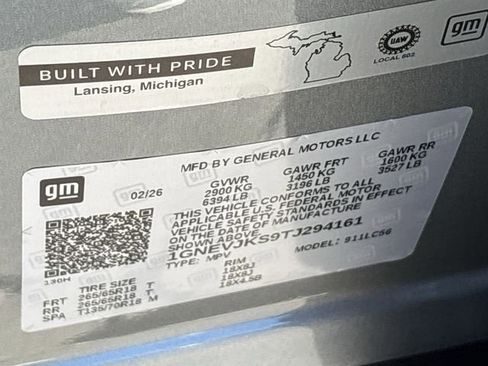 BUILT WITH PRIDE
Lansing, Michigan
UAW
LOCAL 602
gm
gm
02/26
MFD BY GENERAL MOTORS LLC
GVWR GAWR FRT GAWR RR
2900 KG 1450 KG 1600 KG
6394 LB 3196 LB 3527 LB
THIS VEHICLE CONFORMS TO ALL
APPLICABLE U.S. FEDERAL MOTOR
VEHICLE SAFETY STANDARDS IN EFFECT
ON THE DATE OF MANUFACTURE
SHOWN ABOVE
1GNEVJKS9TJ294161
TYPE: MPV MODEL: 911LC56
130H
TIRE SIZE RIM
FRT 265/65R18 T 18X8J
RR 265/65R18 T 18X8J
SPA T135/70R18 M 18X4.5B